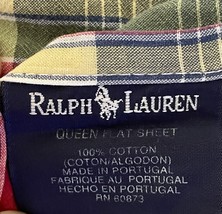 RALPH LAUREN
QUEEN FLAT SHEET
100% COTTON
(COTON/ALGODON)
MADE IN PORTUGAL
FABRIQUE AU PORTUGAL
HECHO EN PORTUGAL
RN 60873